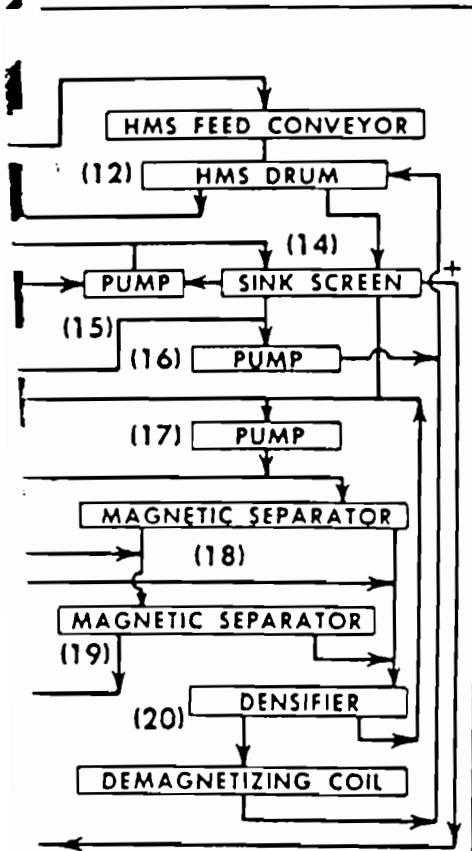 HMS FEED CONVEYOR
(12) HMS DRUM
(14)
+
PUMP SINK SCREEN
(15)
(16) PUMP
(17) PUMP
MAGNETIC SEPARATOR
(18)
MAGNETIC SEPARATOR
(19)
DENSIFIER
(20)
DEMAGNETIZING COIL